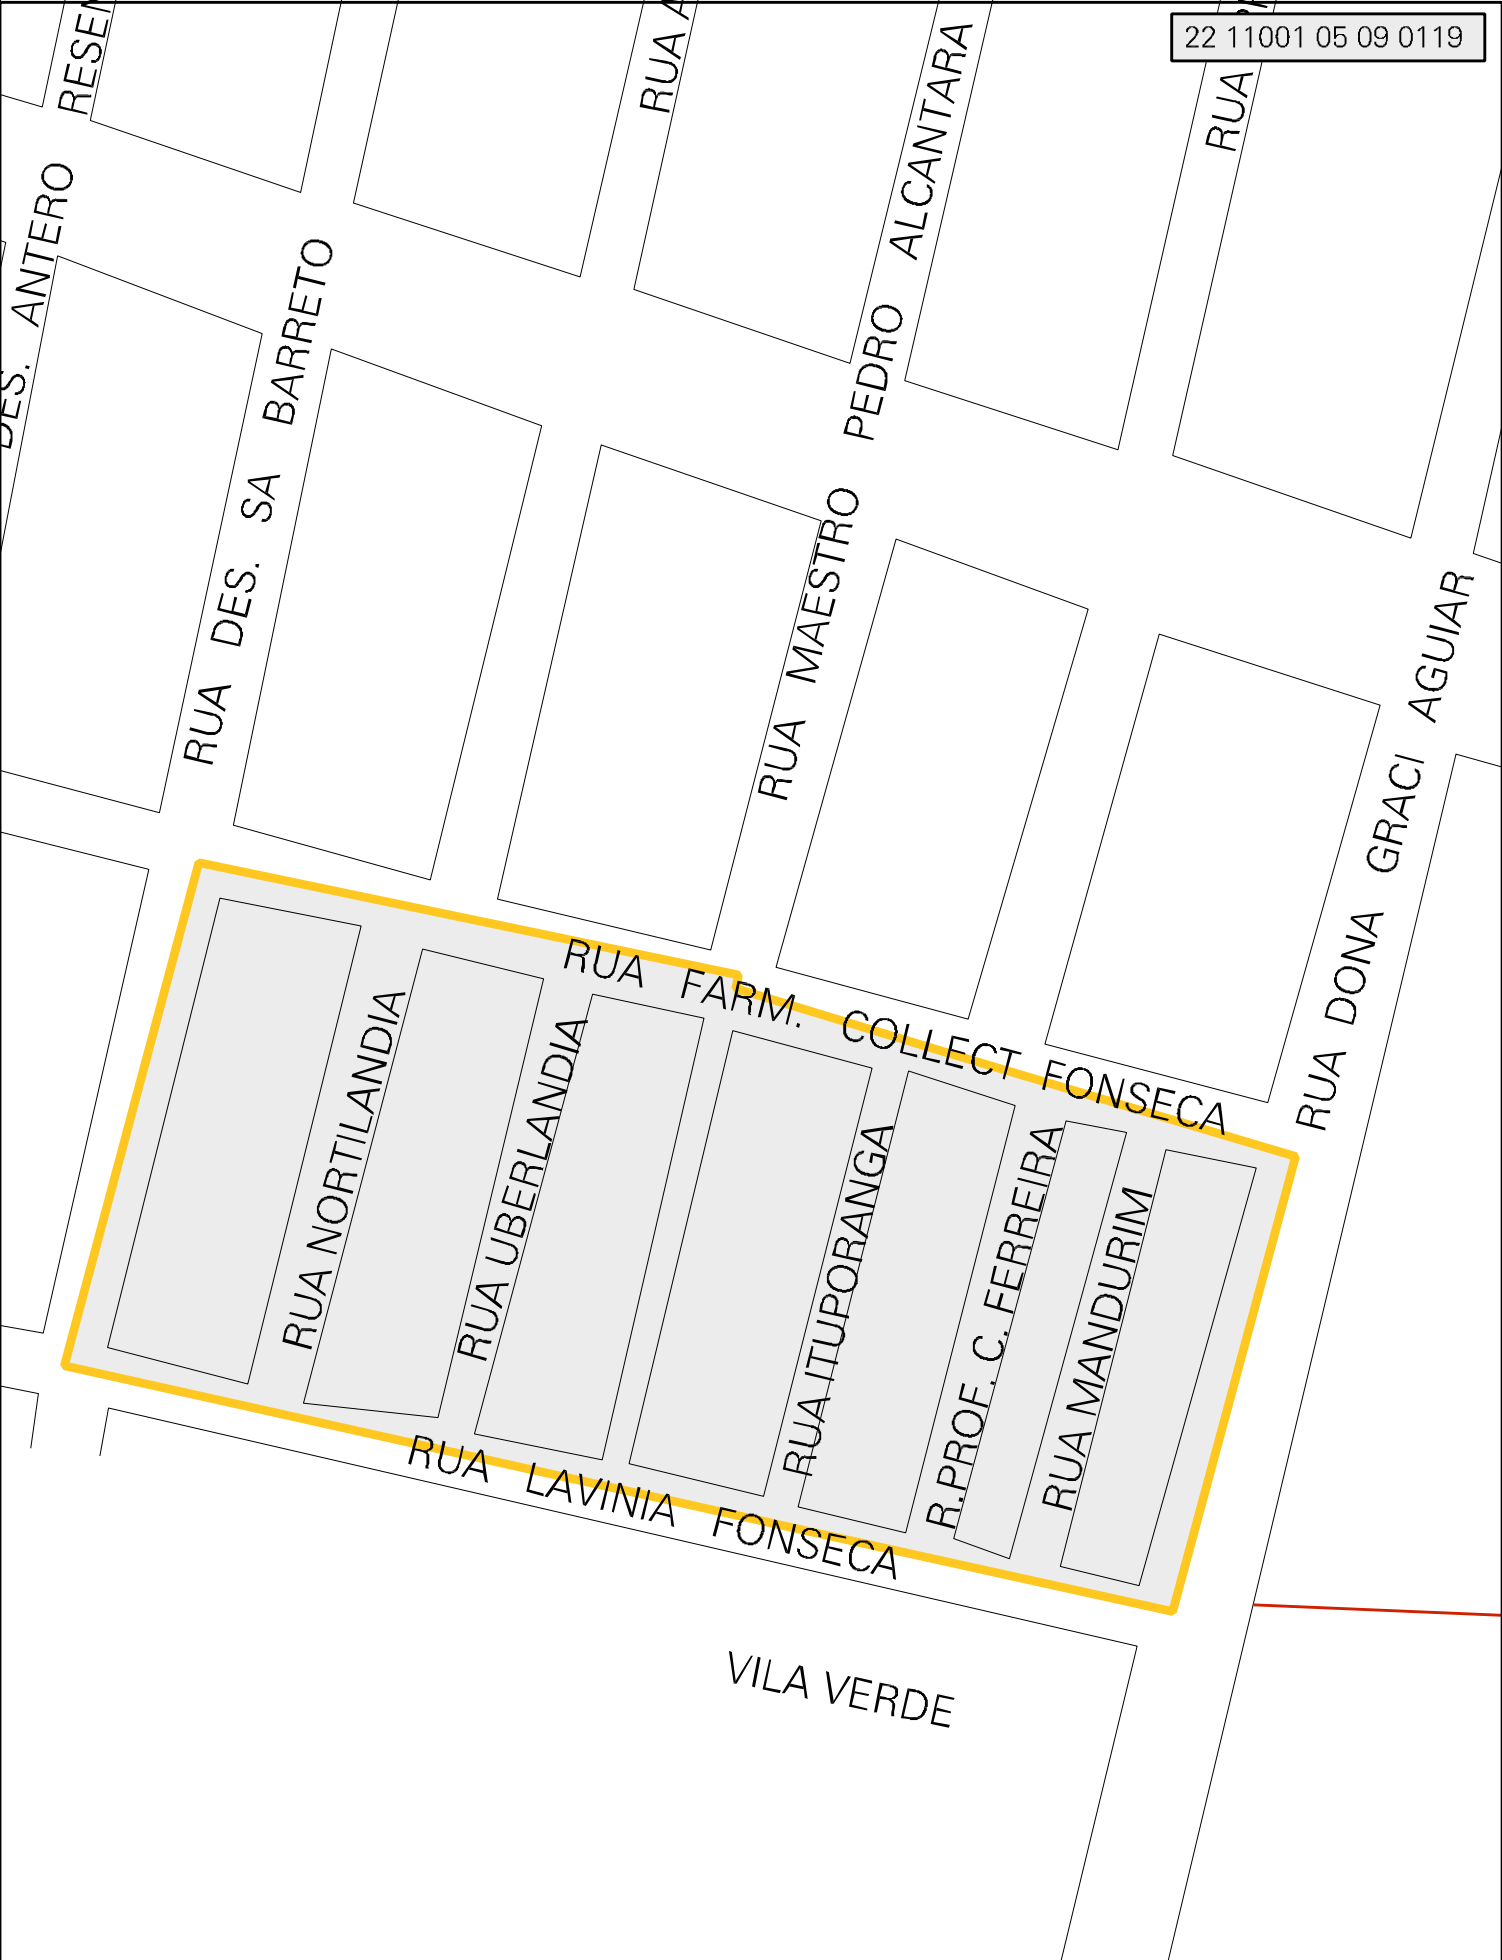 22 11001 05 09 0119
RUA
RUA
DES. ANTERO
RUA DES. SA BARRETO
RUA MAESTRO PEDRO ALCANTARA
RUA DONA GRACI AGUIAR
RUA FARM. COLLECT FONSECA
RUA NORTILANDIA
RUA UBERLANDIA
RUA ITUPORANGA
R.PROF. C. FERREIRA
RUA MANDURIM
RUA LAVINIA FONSECA
VILA VERDE